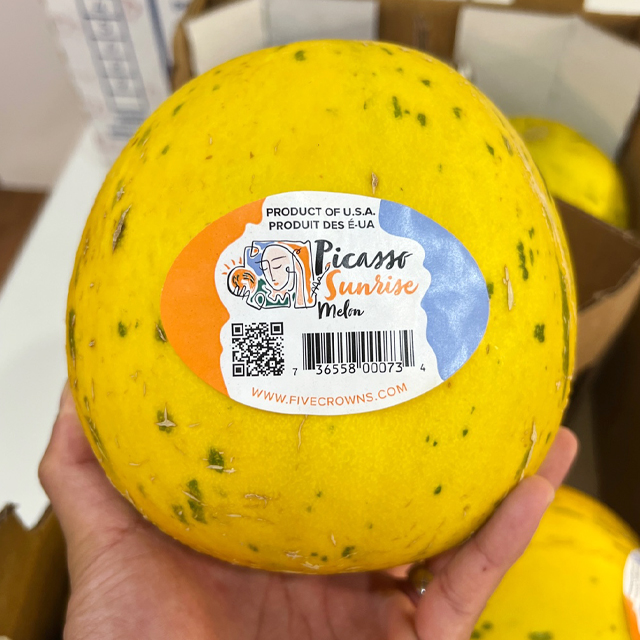 PRODUCT OF U.S.A.
PRODUIT DES É-UA
Picasso
Sunrise
Melon
7 36558 00073 4
WWW.FIVECROWNS.COM